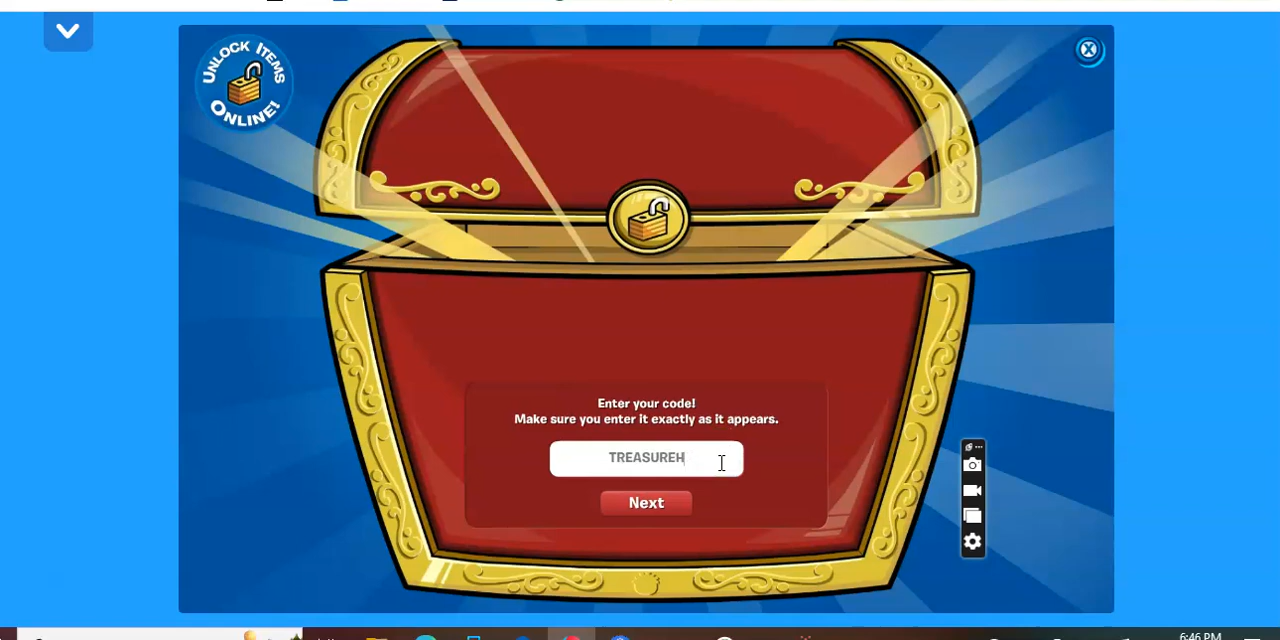 UNLOCK ITEMS
ONLINE!
Enter your code!
Make sure you enter it exactly as it appears.
TREASUREH
Next
6:46 PM